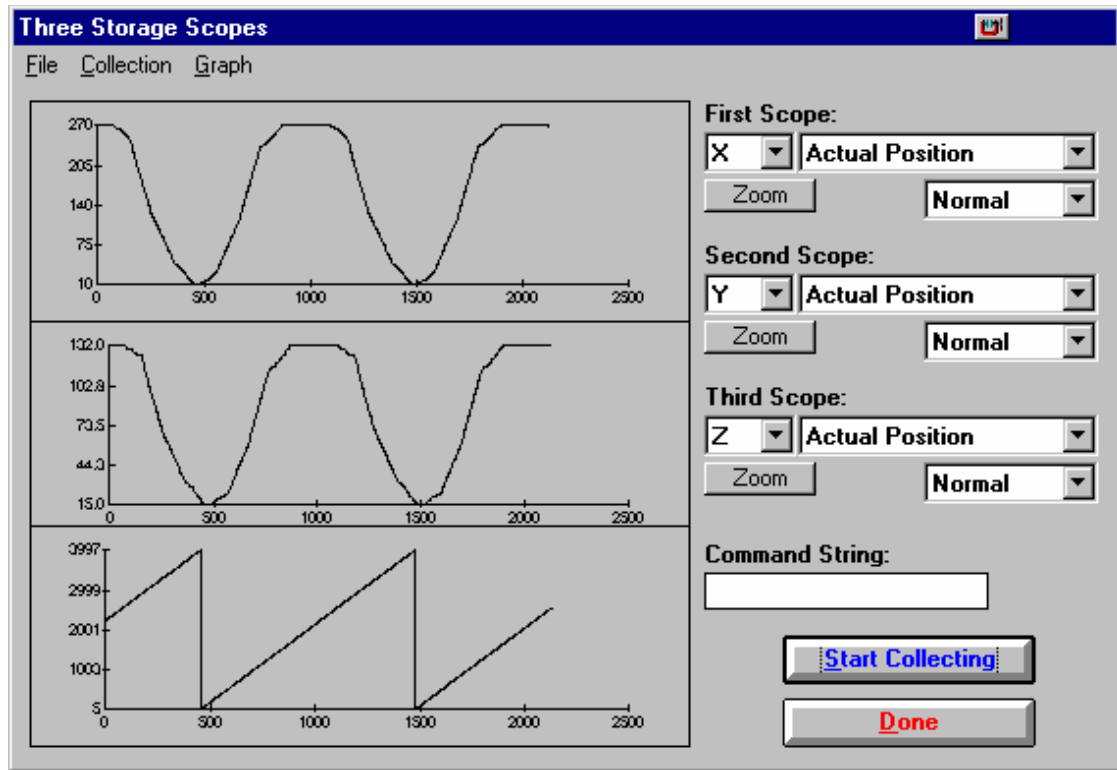 Three Storage Scopes
File Collection Graph
270
205
140
75
10
0 500 1000 1500 2000 2500
132.0
102.8
73.5
44.3
15.0
0 500 1000 1500 2000 2500
3997
2999
2001
1003
5
0 500 1000 1500 2000 2500
First Scope:
X Actual Position
Zoom Normal
Second Scope:
Y Actual Position
Zoom Normal
Third Scope:
Z Actual Position
Zoom Normal
Command String:
Start Collecting
Done